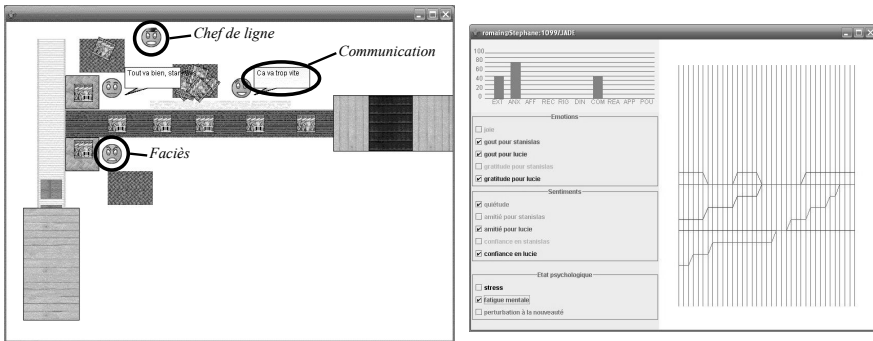 Chef de ligne
Communication
Tout va bien, stan
Ca va trop vite
Faciès
romain@Stephane:1099/JADE
100
80
60
40
20
0
EXT ANX AFF REC RIG DIN COM REA APP POU
Emotions
joie
gout pour stanislas
gout pour lucie
gratitude pour stanislas
gratitude pour lucie
Sentiments
quiétude
amitié pour stanislas
amitié pour lucie
confiance en stanislas
confiance en lucie
Etat psychologique
stress
fatigue mentale
perturbation à la nouveauté